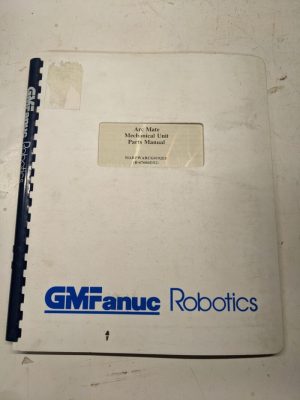 GMFanuc Robotics
Arc Mate
Mechanical Unit
Parts Manual
GMFanuc Robotics